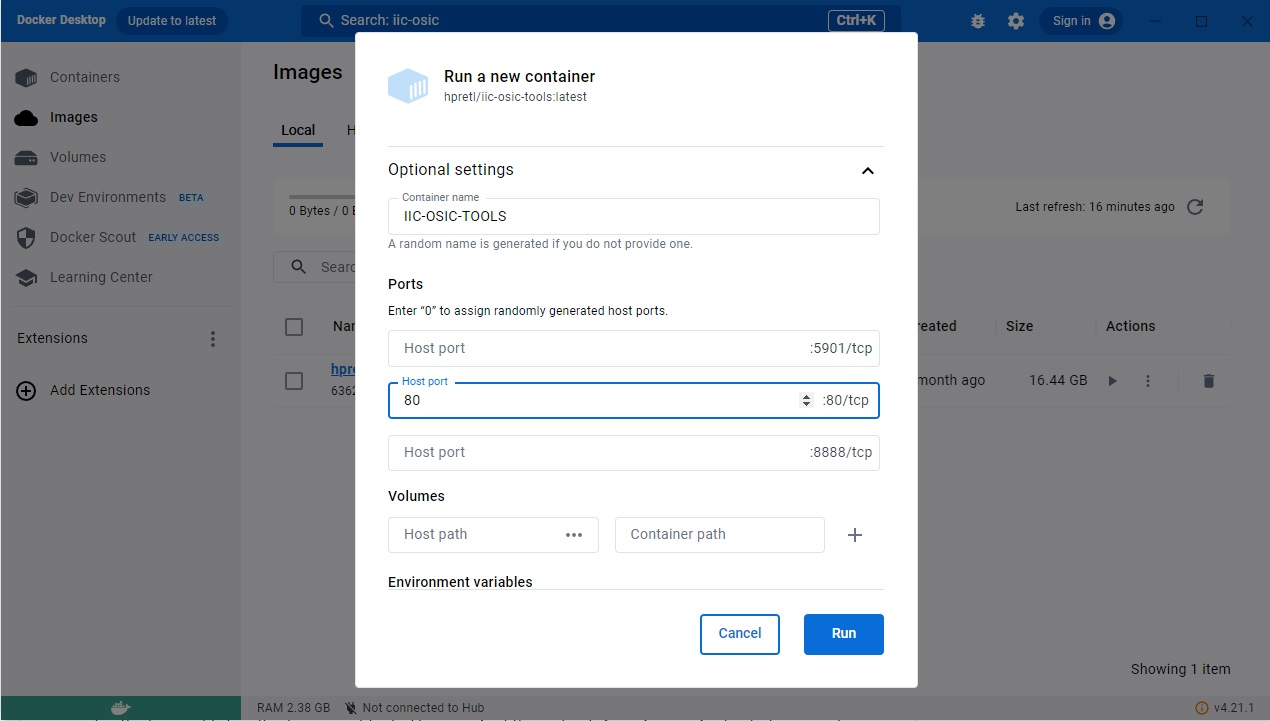 Docker Desktop
Update to latest
Search: iic-osic
Ctrl+K
Sign in
Containers
Images
Volumes
Dev Environments BETA
Docker Scout EARLY ACCESS
Learning Center
Extensions
Add Extensions
Images
Local H
0 Bytes / 0 B
Last refresh: 16 minutes ago
Searc
Nar
reated Size Actions
hpre
6362
month ago 16.44 GB
Showing 1 item
Run a new container
hpretl/iic-osic-tools:latest
Optional settings
Container name
IIC-OSIC-TOOLS
A random name is generated if you do not provide one.
Ports
Enter “0” to assign randomly generated host ports.
Host port :5901/tcp
Host port
80 :80/tcp
Host port :8888/tcp
Volumes
Host path ••• Container path +
Environment variables
Cancel Run
RAM 2.38 GB Not connected to Hub
v4.21.1